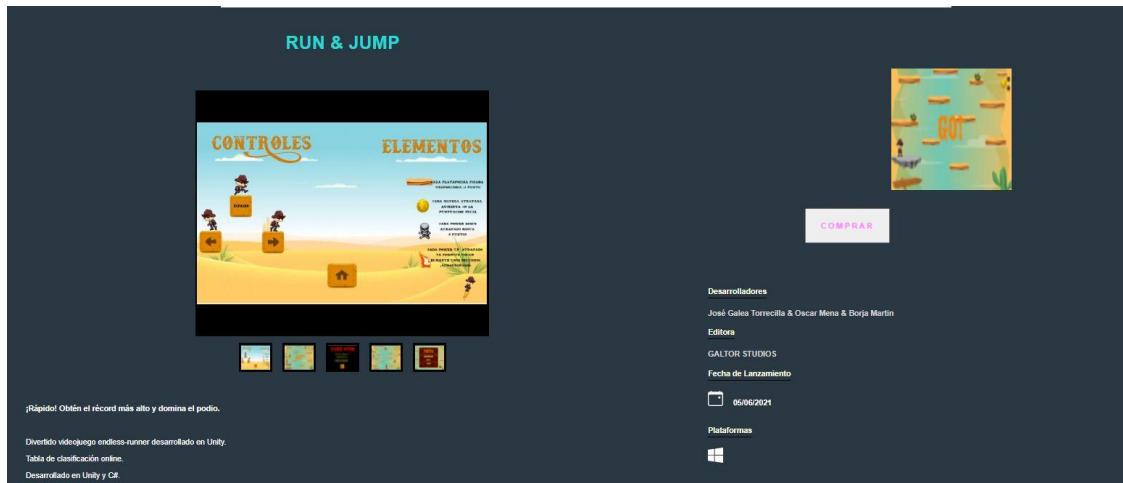 RUN & JUMP
CONTROLES
ELEMENTOS
GO!
COMPRAR
Desarrolladores
José Galea Torrecilla & Oscar Mena & Borja Martin
Editora
GALTOR STUDIOS
Fecha de Lanzamiento
05/06/2021
Plataformas
¡Rápido! Obtén el récord más alto y domina el podio.
Divertido videojuego endless-runner desarrollado en Unity.
Tabla de clasificación online.
Desarrollado en Unity y C#.